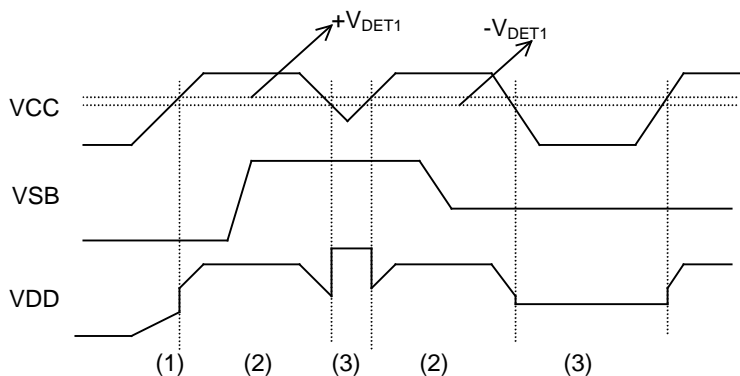 +VDET1
-VDET1
VCC
VSB
VDD
(1) (2) (3) (2) (3)